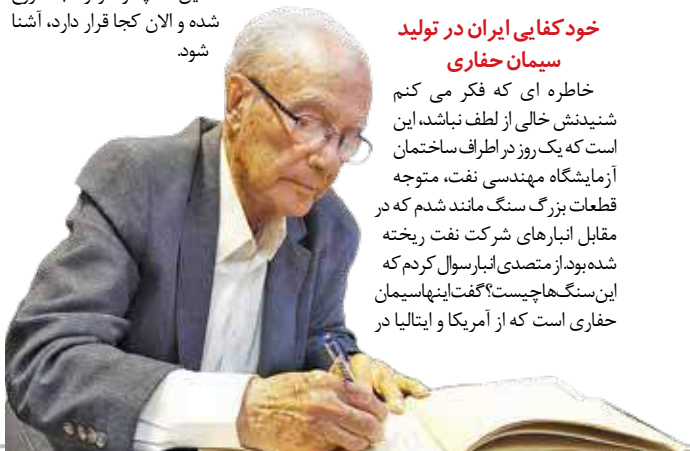 خودکفایی ایران در تولید
سیمان حفاری
خاطره ای که فکر می کنم
شنیدنش خالی از لطف نباشد، این
است که یک روز در اطراف ساختمان
آزمایشگاه مهندسی نفت، متوجه
قطعات بزرگ سنگ مانند شدم که در
مقابل انبارهای شرکت نفت ریخته
شده بود. از متصدی انبار سوال کردم که
این سنگ‌ها چیست؟ گفت اینها سیمان
حفاری است که از آمریکا و ایتالیا در
شده و الان کجا قرار دارد، آشنا
شود.